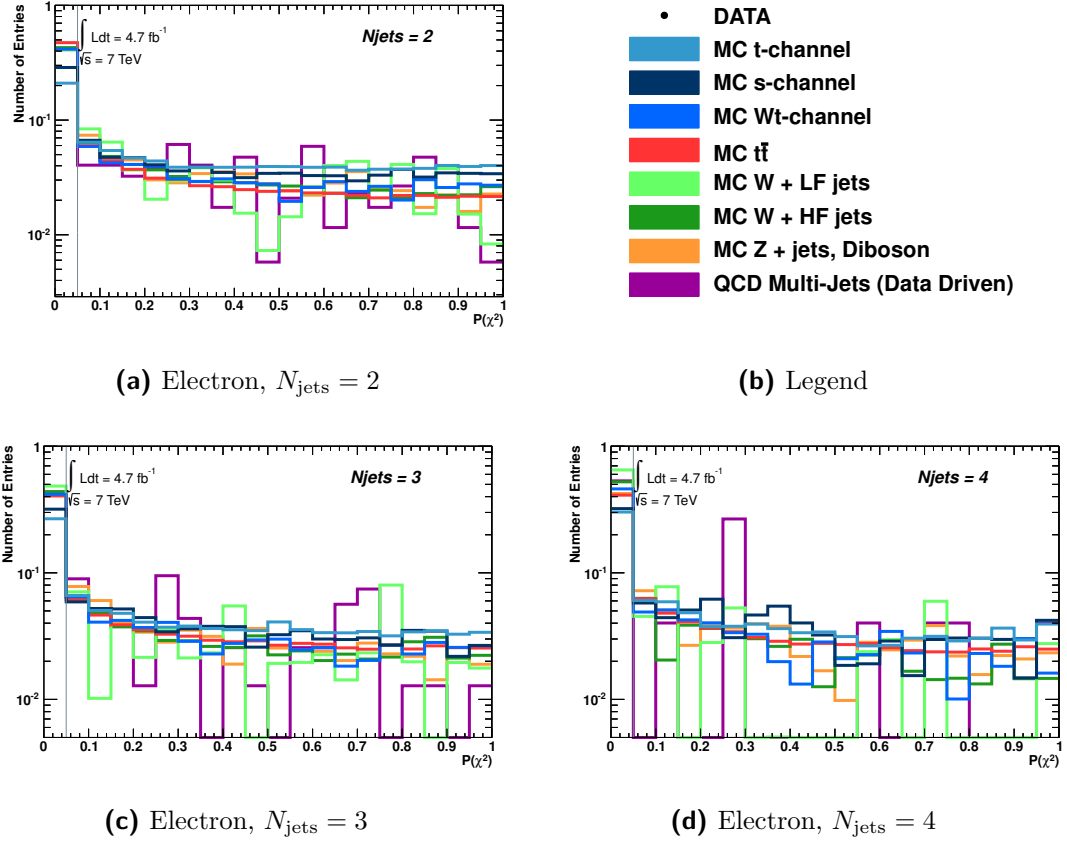 Number of Entries
1
10⁻¹
10⁻²
∫ Ldt = 4.7 fb⁻¹
√s = 7 TeV
Njets = 2
0 0.1 0.2 0.3 0.4 0.5 0.6 0.7 0.8 0.9 1
P(χ²)
(a) Electron, N_jets = 2
DATA
MC t-channel
MC s-channel
MC Wt-channel
MC tt̄
MC W + LF jets
MC W + HF jets
MC Z + jets, Diboson
QCD Multi-Jets (Data Driven)
(b) Legend
Number of Entries
1
10⁻¹
10⁻²
∫ Ldt = 4.7 fb⁻¹
√s = 7 TeV
Njets = 3
0 0.1 0.2 0.3 0.4 0.5 0.6 0.7 0.8 0.9 1
P(χ²)
(c) Electron, N_jets = 3
Number of Entries
1
10⁻¹
10⁻²
∫ Ldt = 4.7 fb⁻¹
√s = 7 TeV
Njets = 4
0 0.1 0.2 0.3 0.4 0.5 0.6 0.7 0.8 0.9 1
P(χ²)
(d) Electron, N_jets = 4